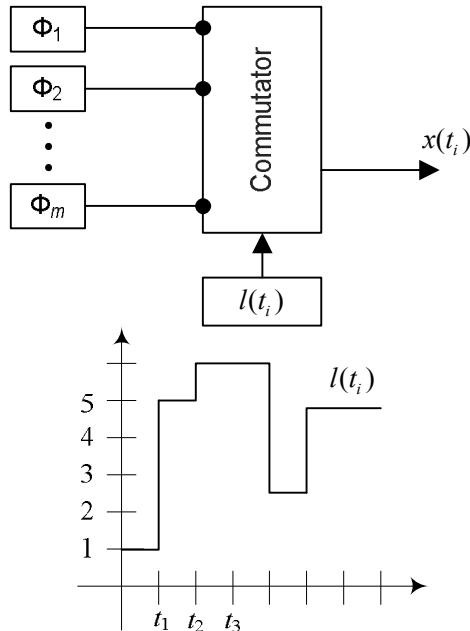 Φ1
Φ2
Φm
Commutator
x(ti)
l(ti)
l(ti)
5
4
3
2
1
t1 t2 t3